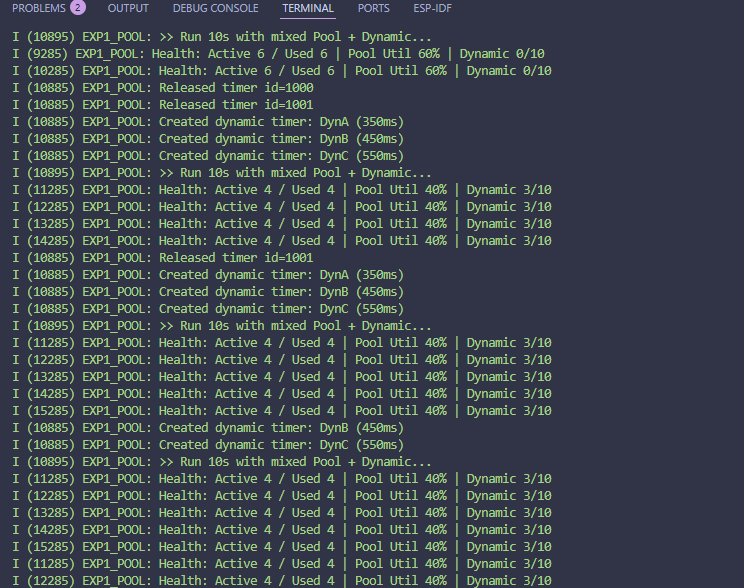 PROBLEMS 2 OUTPUT DEBUG CONSOLE TERMINAL PORTS ESP-IDF
I (10895) EXP1_POOL: >> Run 10s with mixed Pool + Dynamic...
I (9285) EXP1_POOL: Health: Active 6 / Used 6 | Pool Util 60% | Dynamic 0/10
I (10285) EXP1_POOL: Health: Active 6 / Used 6 | Pool Util 60% | Dynamic 0/10
I (10885) EXP1_POOL: Released timer id=1000
I (10885) EXP1_POOL: Released timer id=1001
I (10885) EXP1_POOL: Created dynamic timer: DynA (350ms)
I (10885) EXP1_POOL: Created dynamic timer: DynB (450ms)
I (10885) EXP1_POOL: Created dynamic timer: DynC (550ms)
I (10895) EXP1_POOL: >> Run 10s with mixed Pool + Dynamic...
I (11285) EXP1_POOL: Health: Active 4 / Used 4 | Pool Util 40% | Dynamic 3/10
I (12285) EXP1_POOL: Health: Active 4 / Used 4 | Pool Util 40% | Dynamic 3/10
I (13285) EXP1_POOL: Health: Active 4 / Used 4 | Pool Util 40% | Dynamic 3/10
I (14285) EXP1_POOL: Health: Active 4 / Used 4 | Pool Util 40% | Dynamic 3/10
I (10885) EXP1_POOL: Released timer id=1001
I (10885) EXP1_POOL: Created dynamic timer: DynA (350ms)
I (10885) EXP1_POOL: Created dynamic timer: DynB (450ms)
I (10885) EXP1_POOL: Created dynamic timer: DynC (550ms)
I (10895) EXP1_POOL: >> Run 10s with mixed Pool + Dynamic...
I (11285) EXP1_POOL: Health: Active 4 / Used 4 | Pool Util 40% | Dynamic 3/10
I (12285) EXP1_POOL: Health: Active 4 / Used 4 | Pool Util 40% | Dynamic 3/10
I (13285) EXP1_POOL: Health: Active 4 / Used 4 | Pool Util 40% | Dynamic 3/10
I (14285) EXP1_POOL: Health: Active 4 / Used 4 | Pool Util 40% | Dynamic 3/10
I (15285) EXP1_POOL: Health: Active 4 / Used 4 | Pool Util 40% | Dynamic 3/10
I (10885) EXP1_POOL: Created dynamic timer: DynB (450ms)
I (10885) EXP1_POOL: Created dynamic timer: DynC (550ms)
I (10895) EXP1_POOL: >> Run 10s with mixed Pool + Dynamic...
I (11285) EXP1_POOL: Health: Active 4 / Used 4 | Pool Util 40% | Dynamic 3/10
I (12285) EXP1_POOL: Health: Active 4 / Used 4 | Pool Util 40% | Dynamic 3/10
I (13285) EXP1_POOL: Health: Active 4 / Used 4 | Pool Util 40% | Dynamic 3/10
I (14285) EXP1_POOL: Health: Active 4 / Used 4 | Pool Util 40% | Dynamic 3/10
I (15285) EXP1_POOL: Health: Active 4 / Used 4 | Pool Util 40% | Dynamic 3/10
I (11285) EXP1_POOL: Health: Active 4 / Used 4 | Pool Util 40% | Dynamic 3/10
I (12285) EXP1_POOL: Health: Active 4 / Used 4 | Pool Util 40% | Dynamic 3/10